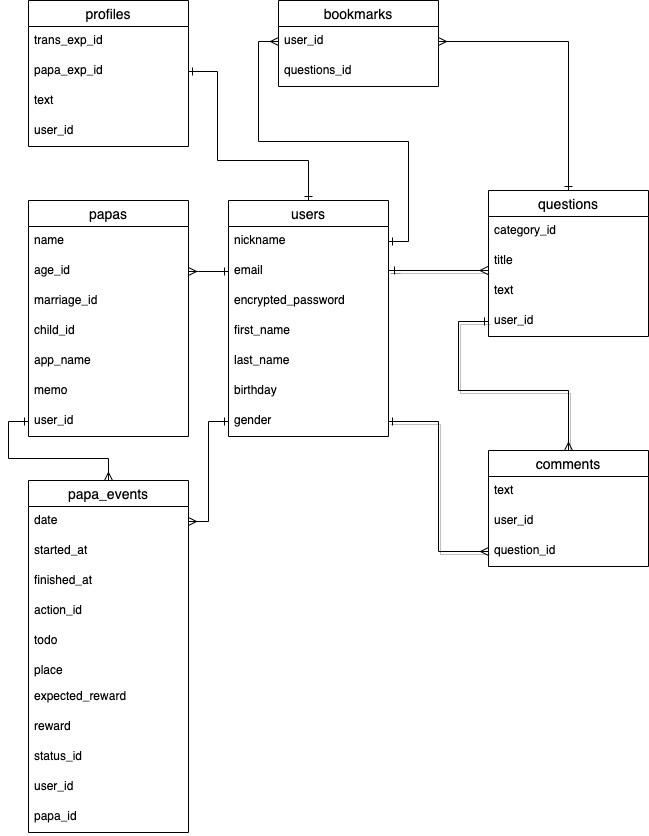 profiles
trans_exp_id
papa_exp_id
text
user_id
bookmarks
user_id
questions_id
papas
name
age_id
marriage_id
child_id
app_name
memo
user_id
users
nickname
email
encrypted_password
first_name
last_name
birthday
gender
questions
category_id
title
text
user_id
comments
text
user_id
question_id
papa_events
date
started_at
finished_at
action_id
todo
place
expected_reward
reward
status_id
user_id
papa_id